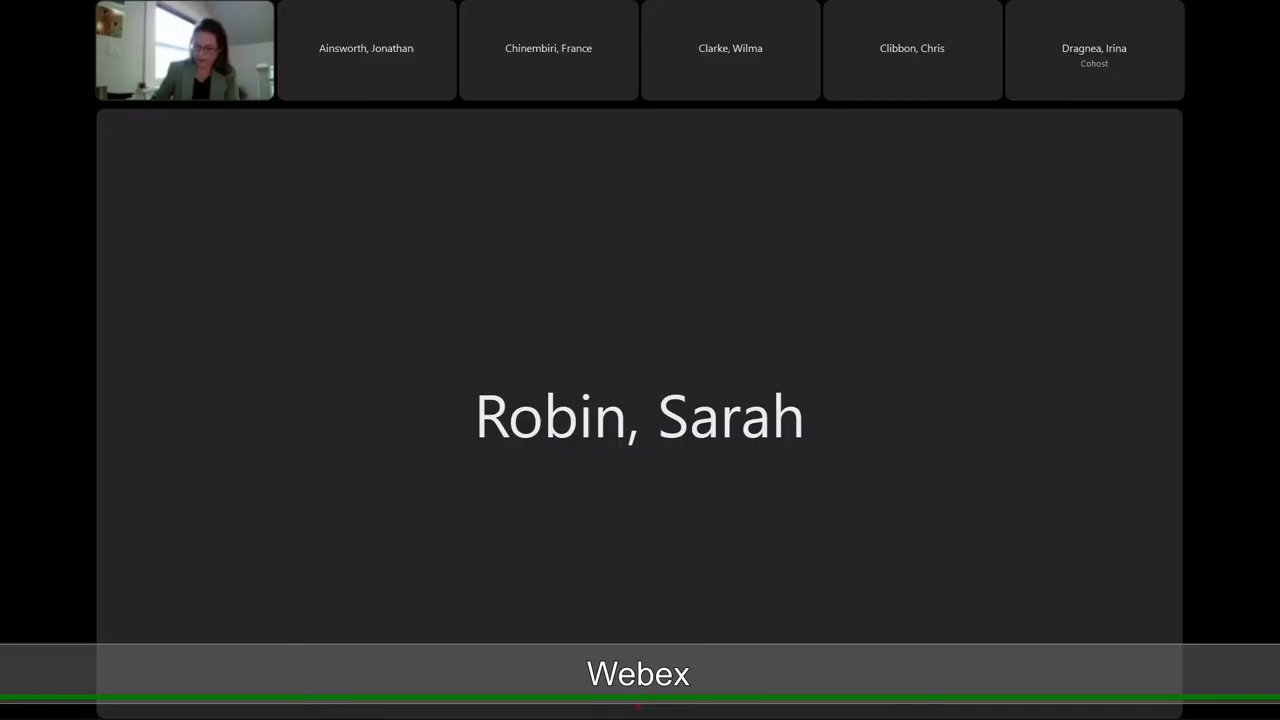 Ainsworth, Jonathan
Chinembiri, France
Clarke, Wilma
Clibbon, Chris
Dragnea, Irina
Cohost
Robin, Sarah
Webex